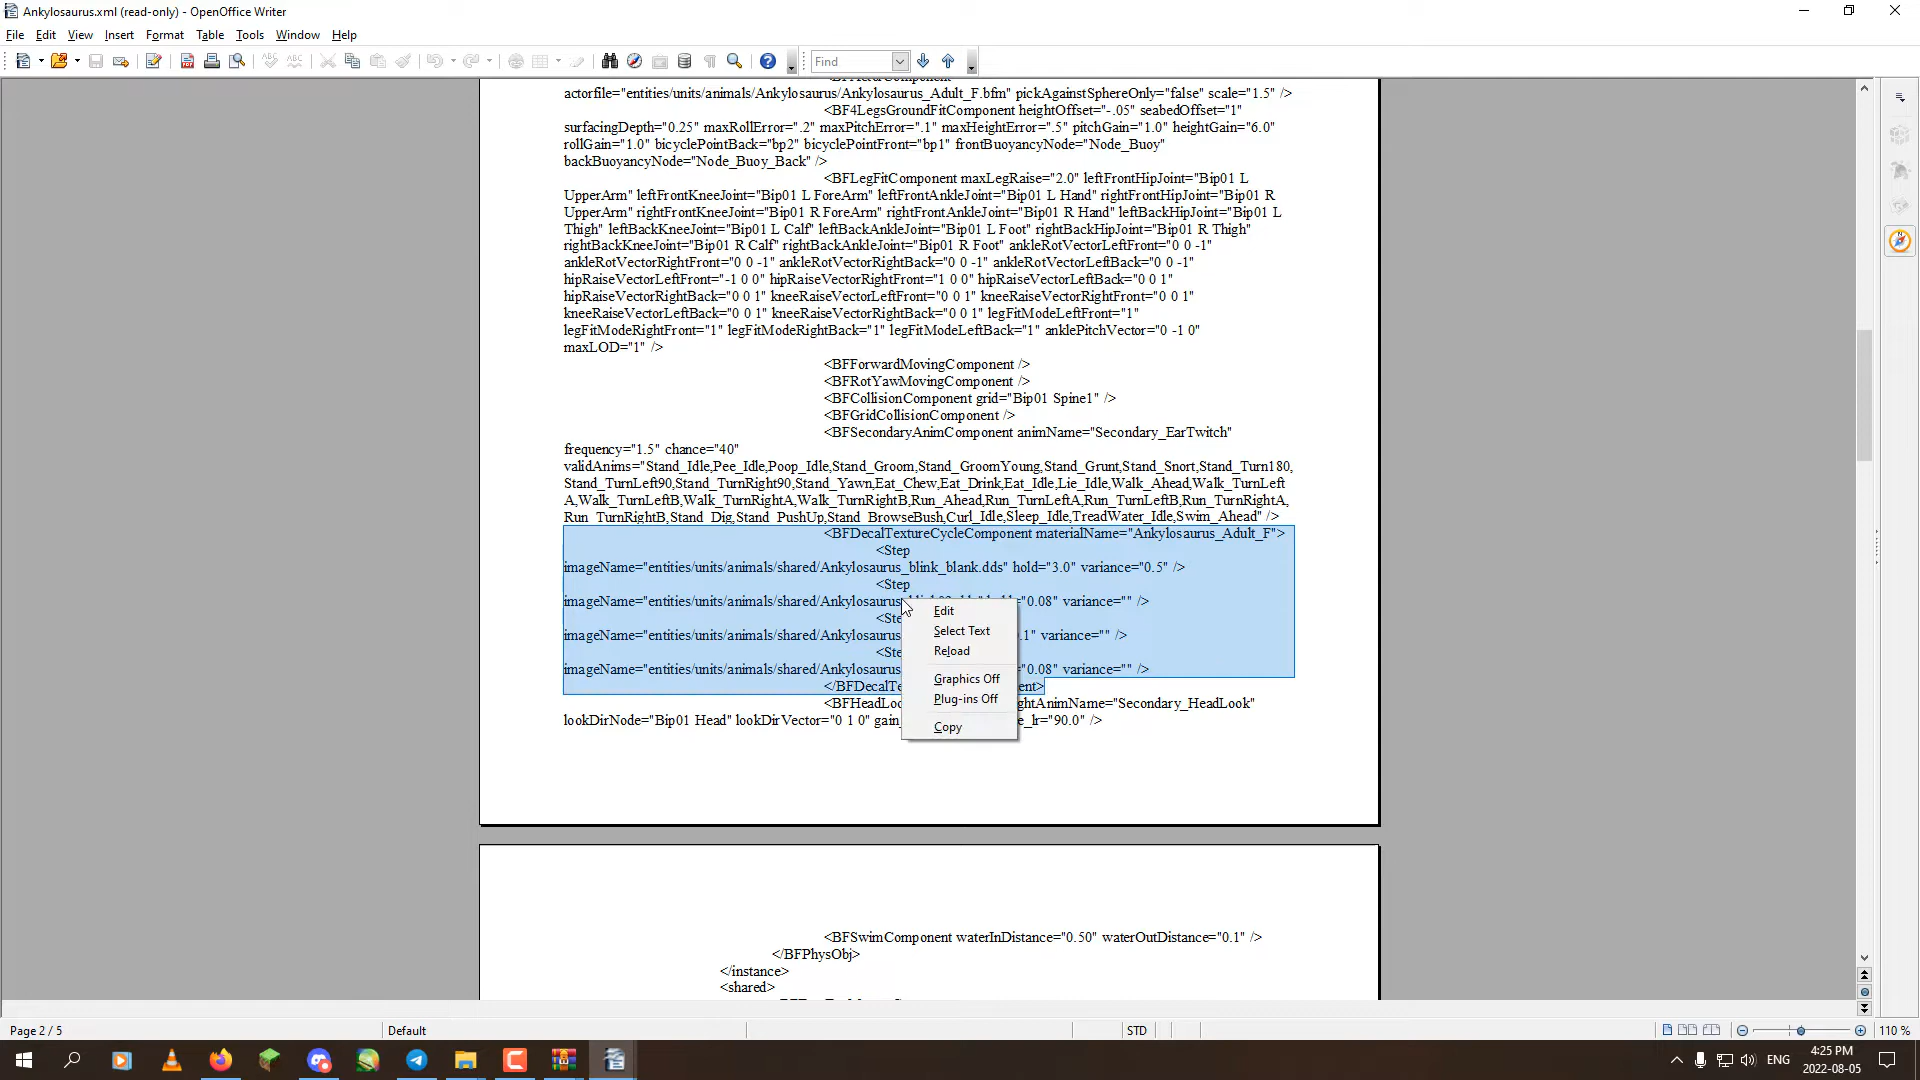 Ankylosaurus.xml (read-only) - OpenOffice Writer
File Edit View Insert Format Table Tools Window Help
Find
actorfile="entities/units/animals/Ankylosaurus/Ankylosaurus_Adult_F.bfm" pickAgainstSphereOnly="false" scale="1.5" />
<BF4LegsGroundFitComponent heightOffset="-.05" seabedOffset="1"
surfacingDepth="0.25" maxRollError=".2" maxPitchError=".1" maxHeightError=".5" pitchGain="1.0" heightGain="6.0"
rollGain="1.0" bicyclePointBack="bp2" bicyclePointFront="bp1" frontBuoyancyNode="Node_Buoy"
backBuoyancyNode="Node_Buoy_Back" />
<BFLegFitComponent maxLegRaise="2.0" leftFrontHipJoint="Bip01 L
UpperArm" leftFrontKneeJoint="Bip01 L ForeArm" leftFrontAnkleJoint="Bip01 L Hand" rightFrontHipJoint="Bip01 R
UpperArm" rightFrontKneeJoint="Bip01 R ForeArm" rightFrontAnkleJoint="Bip01 R Hand" leftBackHipJoint="Bip01 L
Thigh" leftBackKneeJoint="Bip01 L Calf" leftBackAnkleJoint="Bip01 L Foot" rightBackHipJoint="Bip01 R Thigh"
rightBackKneeJoint="Bip01 R Calf" rightBackAnkleJoint="Bip01 R Foot" ankleRotVectorLeftFront="0 0 -1"
ankleRotVectorRightFront="0 0 -1" ankleRotVectorRightBack="0 0 -1" ankleRotVectorLeftBack="0 0 -1"
hipRaiseVectorLeftFront="-1 0 0" hipRaiseVectorRightFront="1 0 0" hipRaiseVectorLeftBack="0 0 1"
hipRaiseVectorRightBack="0 0 1" kneeRaiseVectorLeftFront="0 0 1" kneeRaiseVectorRightFront="0 0 1"
kneeRaiseVectorLeftBack="0 0 1" kneeRaiseVectorRightBack="0 0 1" legFitModeLeftFront="1"
legFitModeRightFront="1" legFitModeRightBack="1" legFitModeLeftBack="1" anklePitchVector="0 -1 0"
maxLOD="1" />
<BFForwardMovingComponent />
<BFRotYawMovingComponent />
<BFCollisionComponent grid="Bip01 Spine1" />
<BFGridCollisionComponent />
<BFSecondaryAnimComponent animName="Secondary_EarTwitch"
frequency="1.5" chance="40"
validAnims="Stand_Idle,Pee_Idle,Poop_Idle,Stand_Groom,Stand_GroomYoung,Stand_Grunt,Stand_Snort,Stand_Turn180,
Stand_TurnLeft90,Stand_TurnRight90,Stand_Yawn,Eat_Chew,Eat_Drink,Eat_Idle,Lie_Idle,Walk_Ahead,Walk_TurnLeft
A,Walk_TurnLeftB,Walk_TurnRightA,Walk_TurnRightB,Run_Ahead,Run_TurnLeftA,Run_TurnLeftB,Run_TurnRightA,
Run_TurnRightB,Stand_Dig,Stand_PushUp,Stand_BrowseBush,Curl_Idle,Sleep_Idle,TreadWater_Idle,Swim_Ahead" />
<BFDecalTextureCycleComponent materialName="Ankylosaurus_Adult_F">
<Step
imageName="entities/units/animals/shared/Ankylosaurus_blink_blank.dds" hold="3.0" variance="0.5" />
<Step
imageName="entities/units/animals/shared/Ankylosaurus "0.08" variance="" />
<Ste
imageName="entities/units/animals/shared/Ankylosaurus .1" variance="" />
<Ste
imageName="entities/units/animals/shared/Ankylosaurus "0.08" variance="" />
</BFDecalTe ent>
<BFHeadLoo ghtAnimName="Secondary_HeadLook"
lookDirNode="Bip01 Head" lookDirVector="0 1 0" gain e_lr="90.0" />
Edit
Select Text
Reload
Graphics Off
Plug-ins Off
Copy
<BFSwimComponent waterInDistance="0.50" waterOutDistance="0.1" />
</BFPhysObj>
</instance>
<shared>
Page 2 / 5 Default STD 110 %
ENG 4:25 PM
2022-08-05